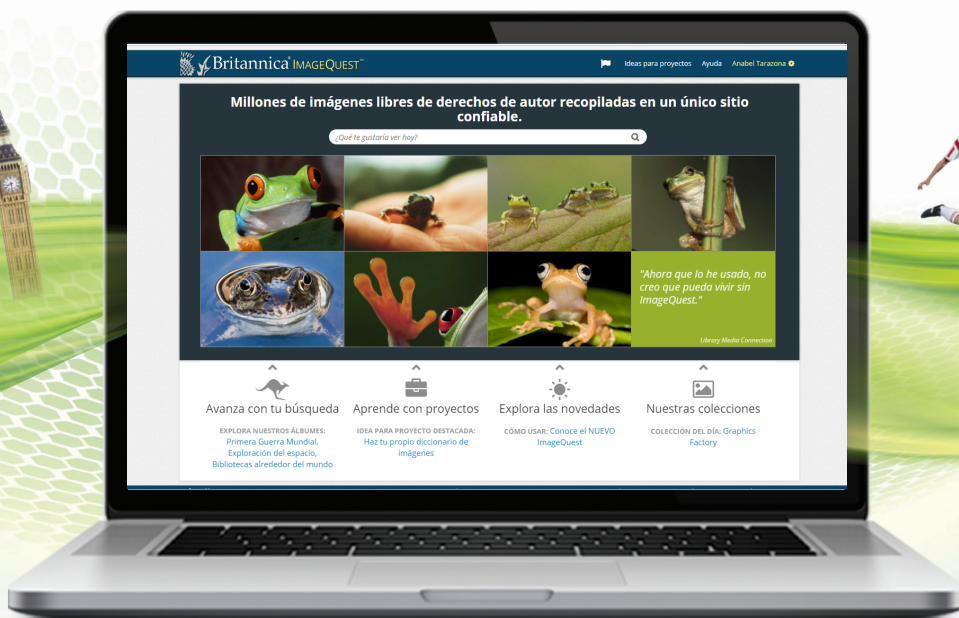 Britannica® IMAGEQUEST™
Ideas para proyectos Ayuda Anabel Tarazona
Millones de imágenes libres de derechos de autor recopiladas en un único sitio
confiable.
¿Qué te gustaría ver hoy?
"Ahora que lo he usado, no
creo que pueda vivir sin
ImageQuest."
Library Media Connection
Avanza con tu búsqueda
EXPLORA NUESTROS ÁLBUMES:
Primera Guerra Mundial,
Exploración del espacio,
Bibliotecas alrededor del mundo
Aprende con proyectos
IDEA PARA PROYECTO DESTACADA:
Haz tu propio diccionario de
imágenes
Explora las novedades
CÓMO USAR: Conoce el NUEVO
ImageQuest
Nuestras colecciones
COLECCIÓN DEL DÍA: Graphics
Factory